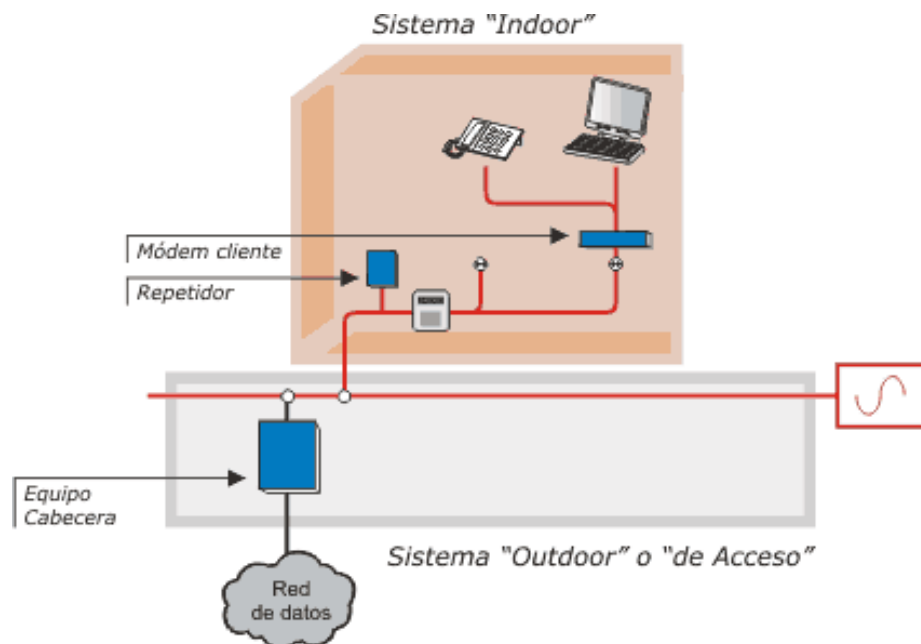 Sistema “Indoor”
Módem cliente
Repetidor
Equipo
Cabecera
Sistema “Outdoor” o “de Acceso”
Red
de datos